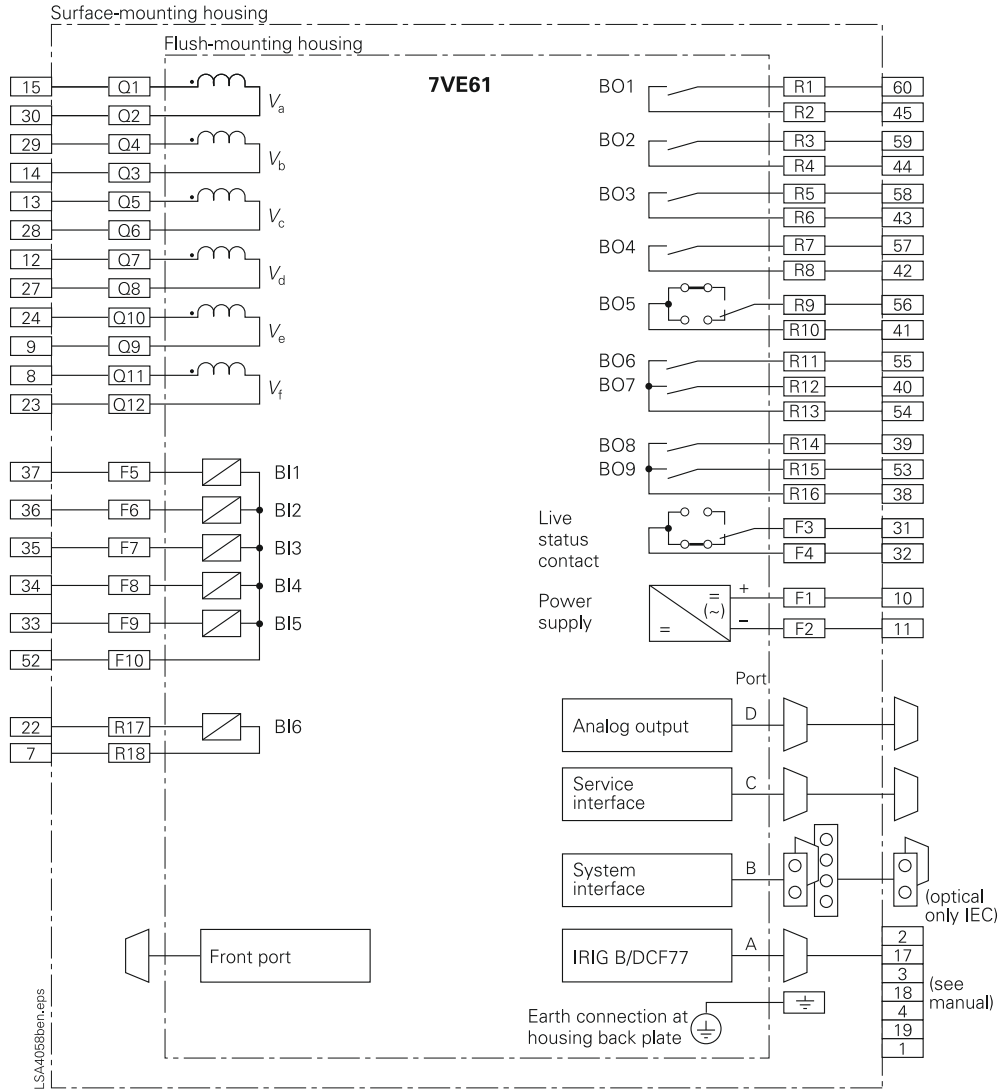 Surface-mounting housing
Flush-mounting housing
7VE61
15 Q1
30 Q2
Va
29 Q4
14 Q3
Vb
13 Q5
28 Q6
Vc
12 Q7
27 Q8
Vd
24 Q10
9 Q9
Ve
8 Q11
23 Q12
Vf
37 F5 BI1
36 F6 BI2
35 F7 BI3
34 F8 BI4
33 F9 BI5
52 F10
22 R17 BI6
7 R18
BO1 R1 60
R2 45
BO2 R3 59
R4 44
BO3 R5 58
R6 43
BO4 R7 57
R8 42
BO5 R9 56
R10 41
BO6 R11 55
BO7 R12 40
R13 54
BO8 R14 39
BO9 R15 53
R16 38
Live
status
contact
F3 31
F4 32
Power
supply
= (~) =
+ F1 10
– F2 11
Port
Analog output D
Service
interface
C
System
interface
B
(optical
only IEC)
IRIG B/DCF77 A
2
17
3
18
4
19
1
(see
manual)
Front port
Earth connection at
housing back plate
LSA4058ben.eps